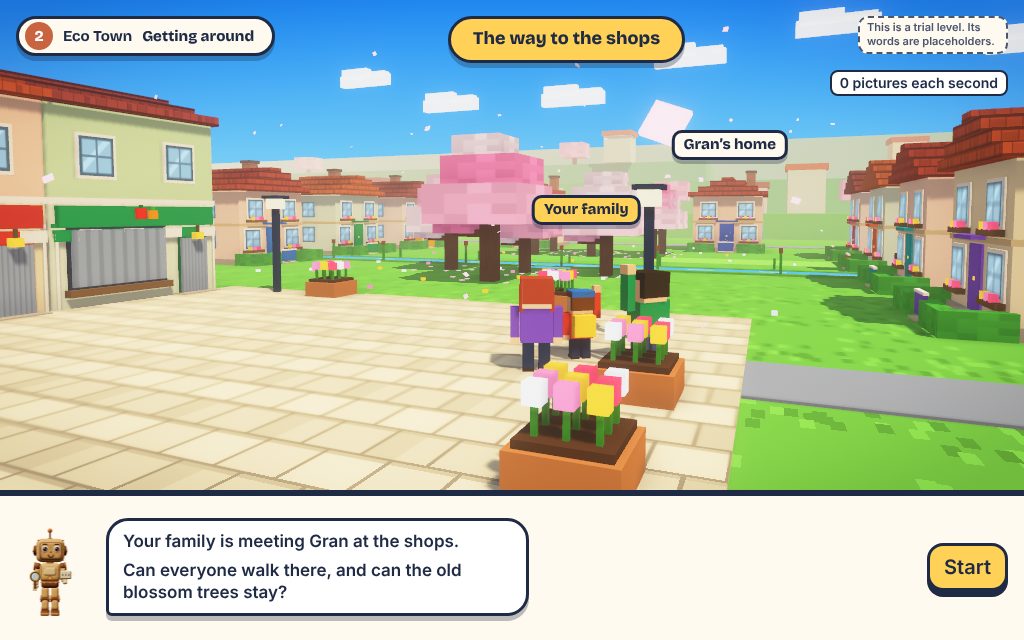 2 Eco Town Getting around
The way to the shops
This is a trial level. Its
words are placeholders.
0 pictures each second
Gran's home
Your family
Your family is meeting Gran at the shops.
Can everyone walk there, and can the old
blossom trees stay?
Start